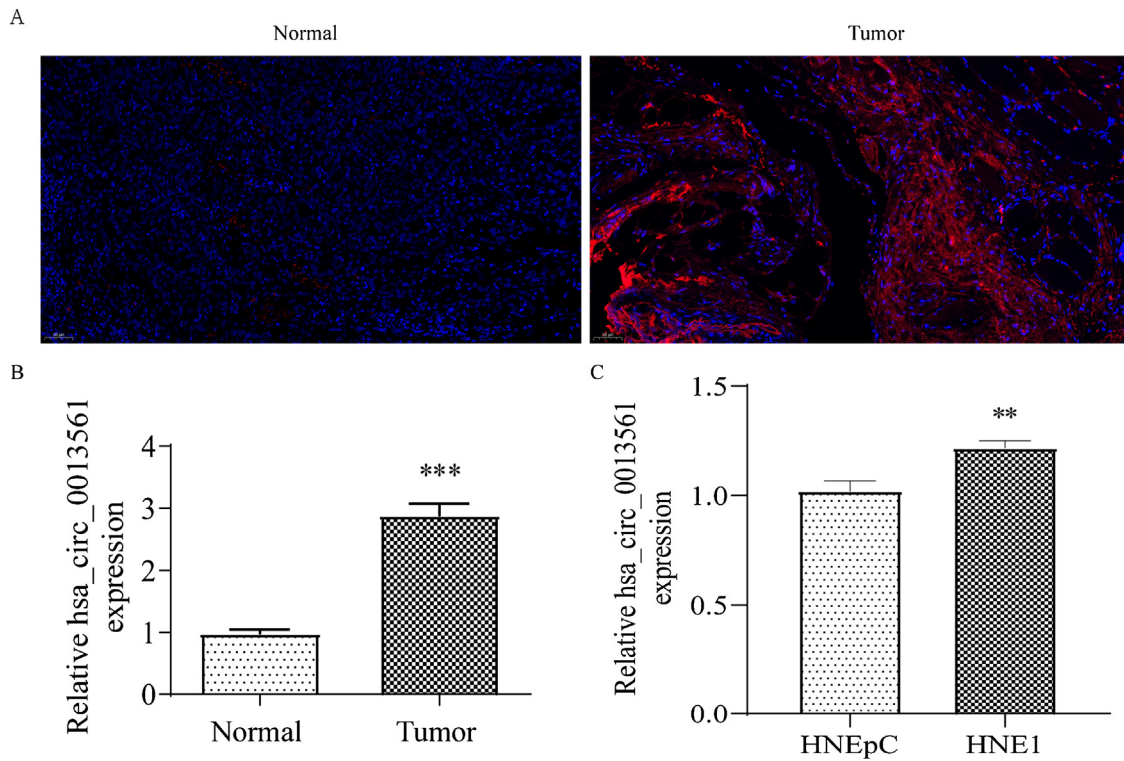 A
Normal
Tumor
B
Relative hsa_circ_0013561
expression
4
3
2
1
0
***
Normal
Tumor
C
Relative hsa_circ_0013561
expression
1.5
1.0
0.5
0.0
**
HNEpC
HNE1